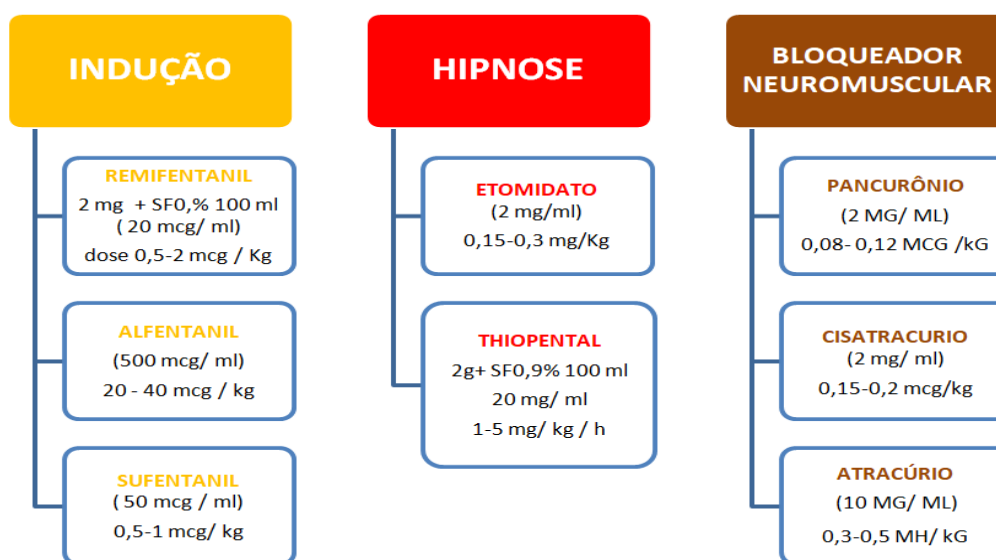 INDUÇÃO
REMIFENTANIL
2 mg + SF0,% 100 ml
( 20 mcg/ ml)
dose 0,5-2 mcg / Kg
ALFENTANIL
(500 mcg/ ml)
20 - 40 mcg / kg
SUFENTANIL
( 50 mcg / ml)
0,5-1 mcg/ kg
HIPNOSE
ETOMIDATO
(2 mg/ml)
0,15-0,3 mg/Kg
THIOPENTAL
2g+ SF0,9% 100 ml
20 mg/ ml
1-5 mg/ kg / h
BLOQUEADOR
NEUROMUSCULAR
PANCURÔNIO
(2 MG/ ML)
0,08- 0,12 MCG /kG
CISATRACURIO
(2 mg/ ml)
0,15-0,2 mcg/kg
ATRACÚRIO
(10 MG/ ML)
0,3-0,5 MH/ kG